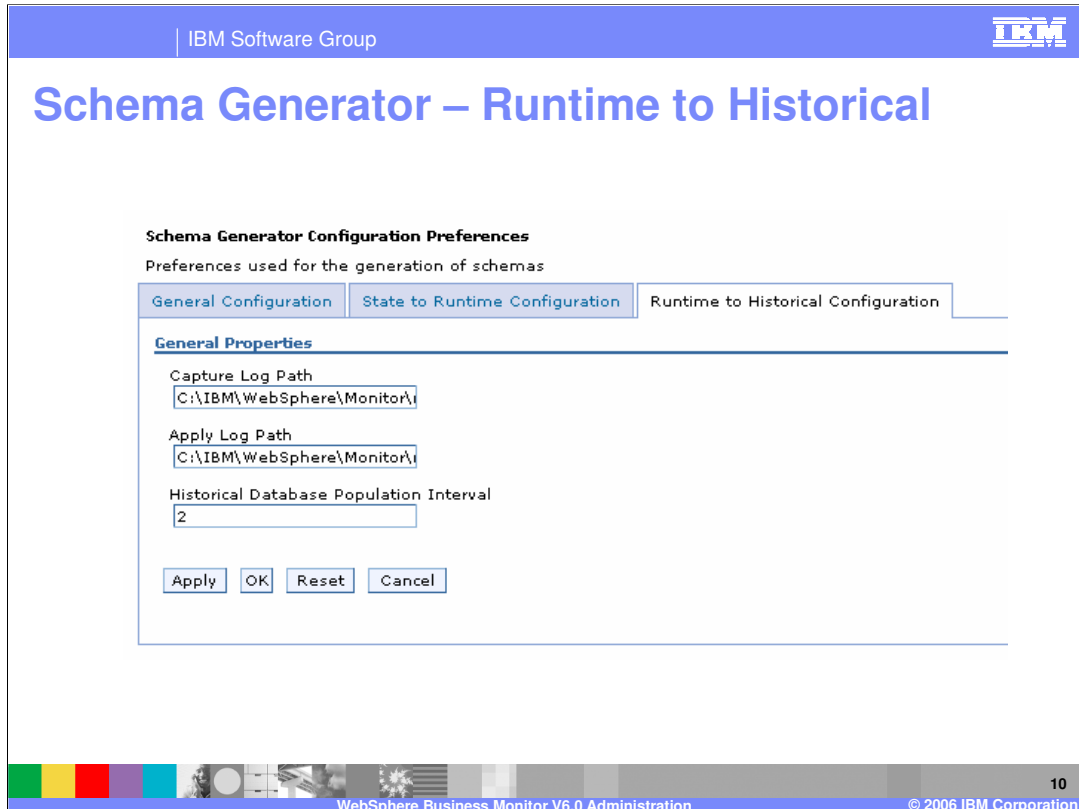 IBM Software Group
IBM
Schema Generator – Runtime to Historical
Schema Generator Configuration Preferences
Preferences used for the generation of schemas
General Configuration State to Runtime Configuration Runtime to Historical Configuration
General Properties
Capture Log Path
C:\IBM\WebSphere\Monitor\
Apply Log Path
C:\IBM\WebSphere\Monitor\
Historical Database Population Interval
2
Apply OK Reset Cancel
10
WebSphere Business Monitor V6.0 Administration © 2006 IBM Corporation